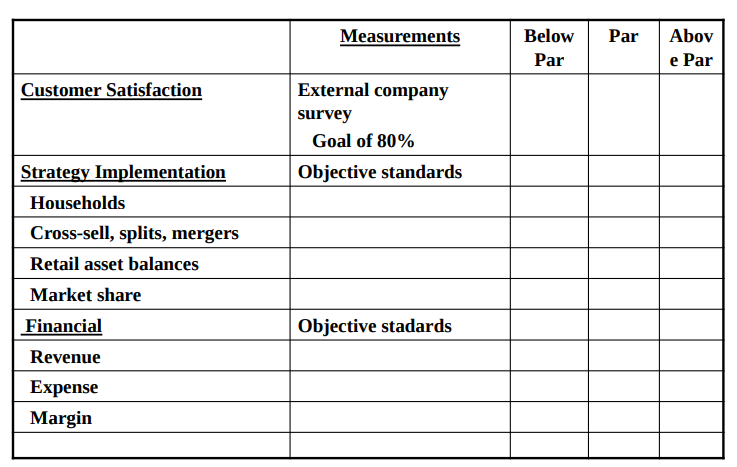 Measurements Below Par Par Abov e Par
Customer Satisfaction External company survey
Goal of 80%
Strategy Implementation Objective standards
Households
Cross-sell, splits, mergers
Retail asset balances
Market share
Financial Objective stadards
Revenue
Expense
Margin